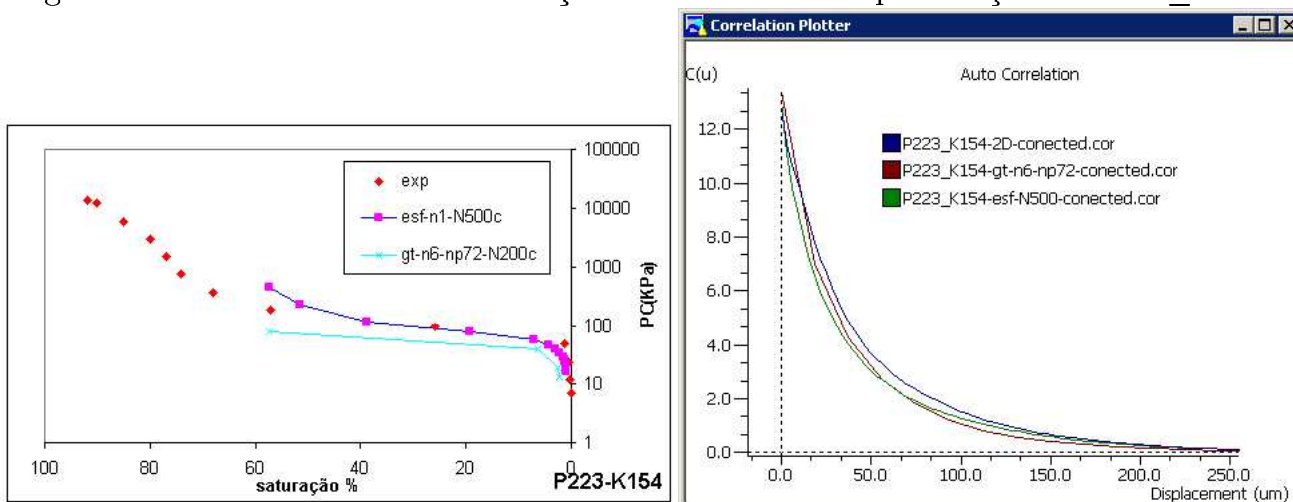 exp
esf-n1-N500c
gt-n6-np72-N200c
100000
10000
1000
100
10
1
PC(KPa)
100
80
60
40
20
0
saturação %
P223-K154
Correlation Plotter
C(u)
Auto Correlation
12.0
10.0
8.0
6.0
4.0
2.0
0.0
P223_K154-2D-conected.cor
P223_K154-gt-n6-np72-conected.cor
P223_K154-esf-N500-conected.cor
0.0
50.0
100.0
150.0
200.0
250.0
Displacement (um)